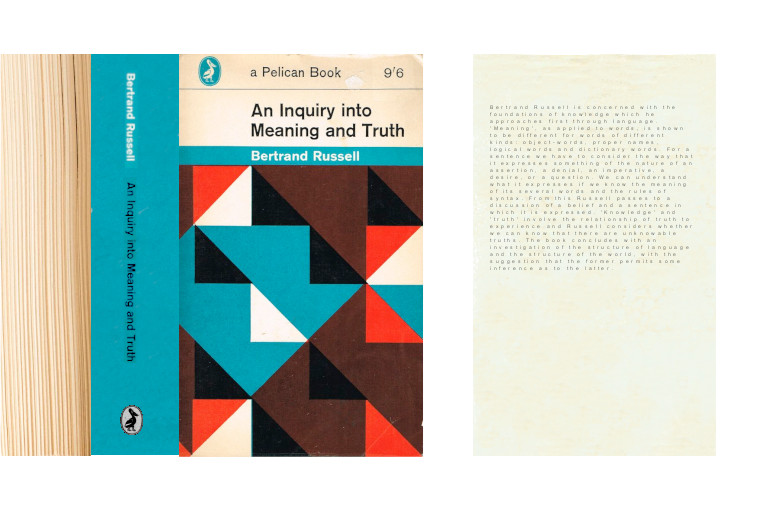 Bertrand Russell
An Inquiry into Meaning and Truth
a Pelican Book 9'6
An Inquiry into
Meaning and Truth
Bertrand Russell
Bertrand Russell is concerned with the
foundations of knowledge which he
approaches first through language.
'Meaning', as applied to words, is shown
to be different for words of different
kinds: object-words, proper names,
logical words and dictionary words. For a
sentence we have to consider the way that
it expresses something of the nature of an
assertion, a denial, an imperative, a
desire, or a question. We can understand
what it expresses if we know the meaning
of its several words and the rules of
syntax. From this Russell passes to a
discussion of a belief and a sentence in
which it is expressed. 'Knowledge' and
'truth' involve the relationship of truth to
experience and Russell considers whether
we can know that there are unknowable
truths. The book concludes with an
investigation of the structure of language
and the structure of the world, with the
suggestion that the former permits some
inference as to the latter.